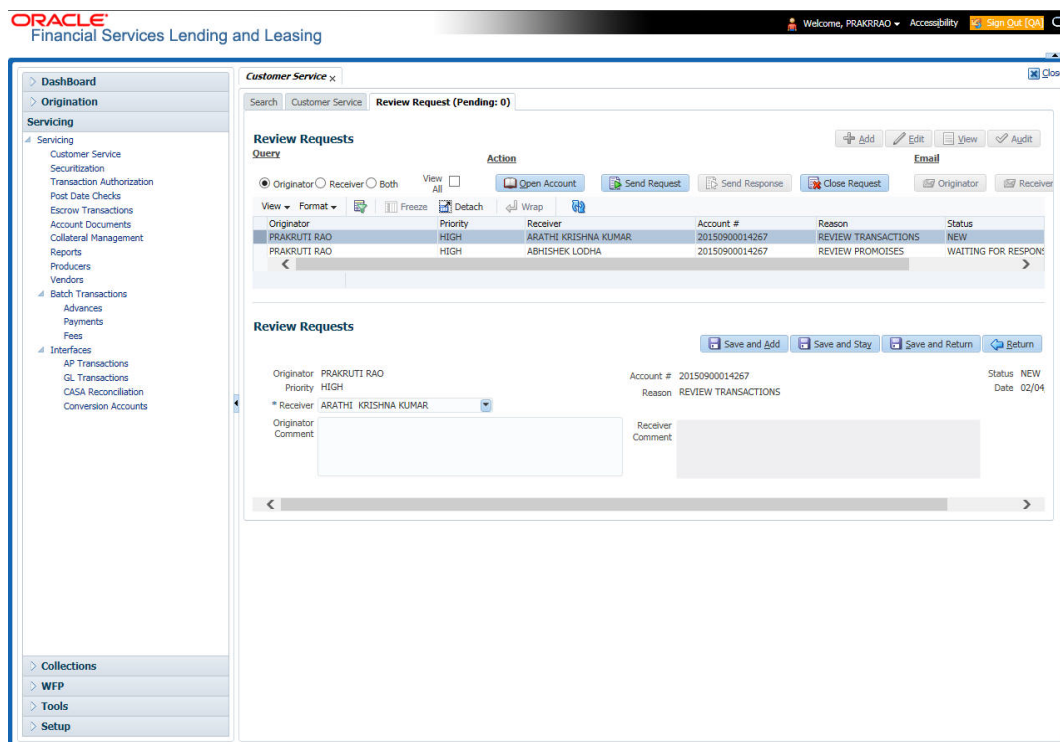 ORACLE
Financial Services Lending and Leasing
Welcome, PRAKRRAO Accessibility Sign Out [QA]
DashBoard
Origination
Servicing
Servicing
Customer Service
Securitization
Transaction Authorization
Post Date Checks
Escrow Transactions
Account Documents
Collateral Management
Reports
Producers
Vendors
Batch Transactions
Advances
Payments
Fees
Interfaces
AP Transactions
GL Transactions
CASA Reconciliation
Conversion Accounts
Collections
WFP
Tools
Setup
Customer Service
Clos
Search Customer Service Review Request (Pending: 0)
Review Requests
Add Edit View Audit
Query Action Email
Originator Receiver Both View All Open Account Send Request Send Response Close Request Originator Receiver
View Format Freeze Detach Wrap
Originator Priority Receiver Account # Reason Status
PRAKRUTI RAO HIGH ARATHI KRISHNA KUMAR 20150900014267 REVIEW TRANSACTIONS NEW
PRAKRUTI RAO HIGH ABHISHEK LODHA 20150900014267 REVIEW PROMOISES WAITING FOR RESPONS
Review Requests
Save and Add Save and Stay Save and Return Return
Originator PRAKRUTI RAO Account # 20150900014267 Status NEW
Priority HIGH Reason REVIEW TRANSACTIONS Date 02/04
* Receiver ARATHI KRISHNA KUMAR
Originator Comment
Receiver Comment